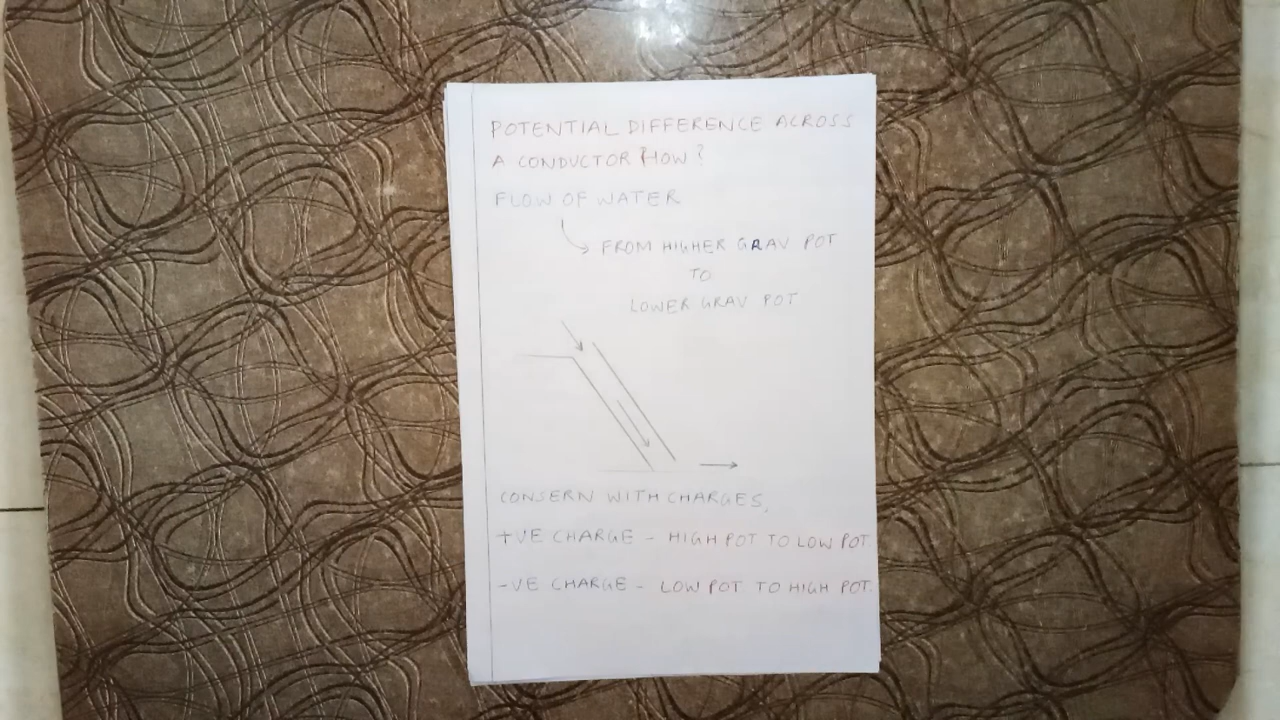 POTENTIAL DIFFERENCE ACROSS
A CONDUCTOR ? HOW ?
FLOW OF WATER
FROM HIGHER GRAV POT
TO
LOWER GRAV POT
CONSERN WITH CHARGES,
+VE CHARGE - HIGH POT TO LOW POT
-VE CHARGE - LOW POT TO HIGH POT.